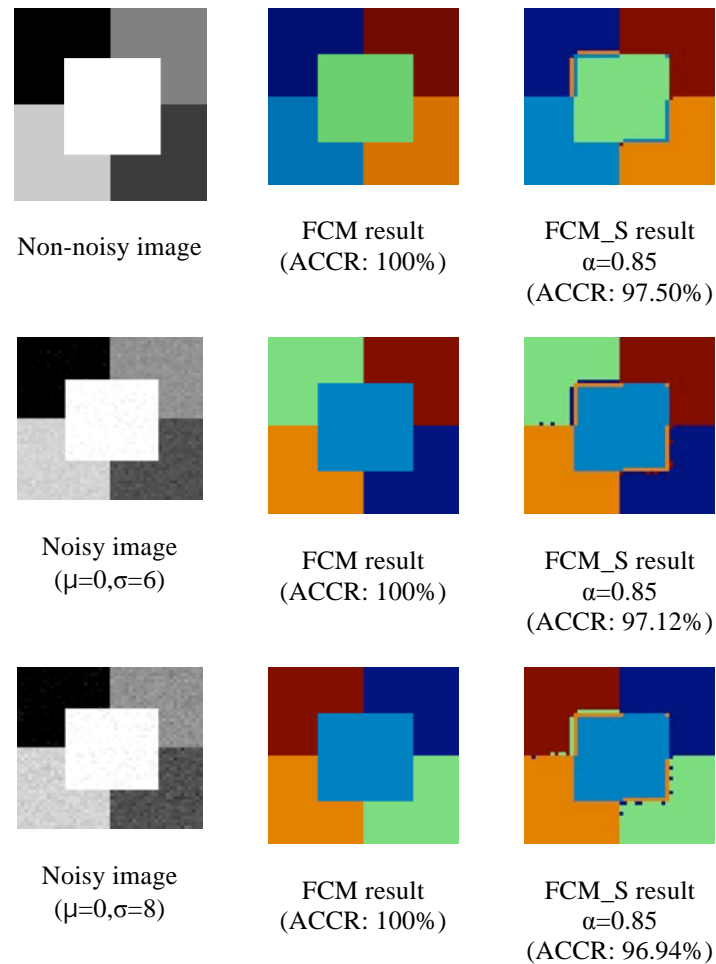 Non-noisy image
FCM result
(ACCR: 100%)
FCM_S result
α=0.85
(ACCR: 97.50%)
Noisy image
(μ=0,σ=6)
FCM result
(ACCR: 100%)
FCM_S result
α=0.85
(ACCR: 97.12%)
Noisy image
(μ=0,σ=8)
FCM result
(ACCR: 100%)
FCM_S result
α=0.85
(ACCR: 96.94%)